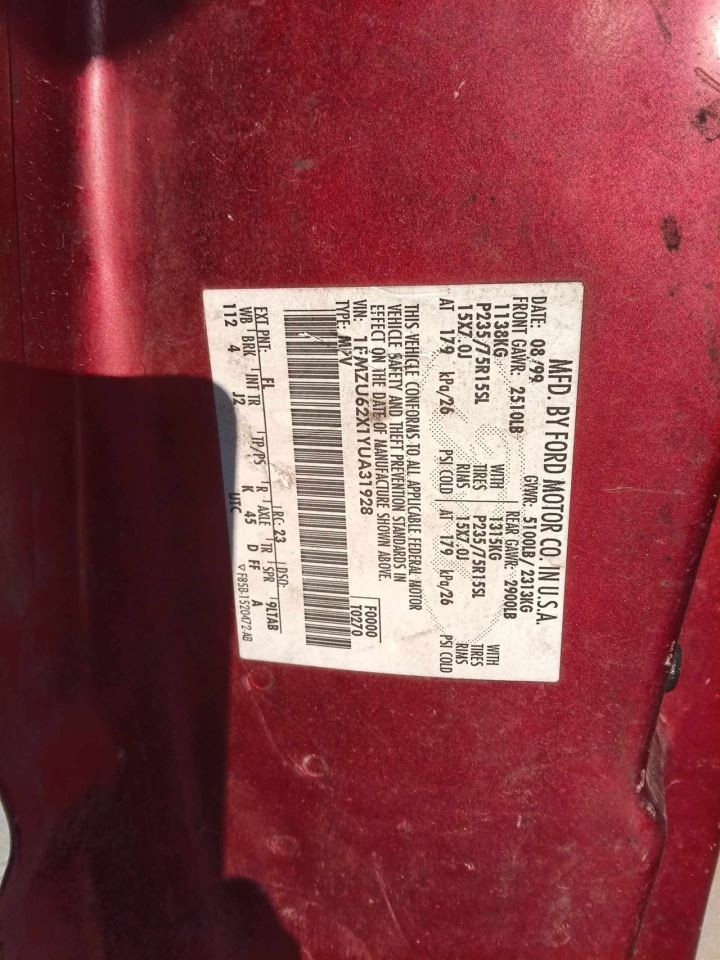 MFD. BY FORD MOTOR CO. IN U.S.A.
DATE: 08/99 GVWR: 5100LB/2313KG
FRONT GAWR: 2510LB REAR GAWR: 2900LB
1138KG WITH 1315KG WITH
P235/75R15SL TIRES P235/75R15SL TIRES
15X7.0J RIMS 15X7.0J RIMS
AT 179 kPa/26 PSI COLD AT 179 kPa/26 PSI COLD
THIS VEHICLE CONFORMS TO ALL APPLICABLE FEDERAL MOTOR
VEHICLE SAFETY AND THEFT PREVENTION STANDARDS IN
EFFECT ON THE DATE OF MANUFACTURE SHOWN ABOVE.
VIN: 1FMZU62X1YUA31928 F0000
TYPE: MPV T0270
EXT PNT: FL RC: 23 DSO:
WB BRK INT TR TP/PS R AXLE TR SPR 9LTAB
112 4 J2 K 45 D FF A
UTC ▽ F85B-1520472-AB